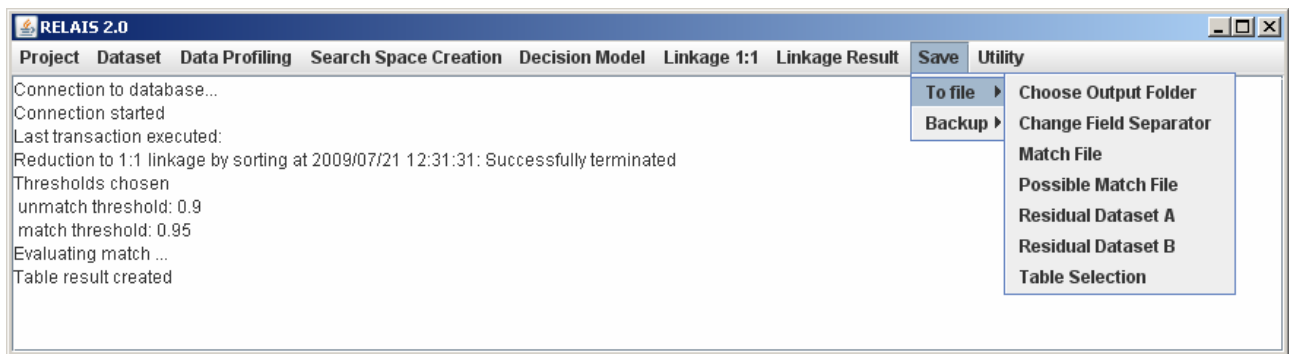 RELAIS 2.0
Project Dataset Data Profiling Search Space Creation Decision Model Linkage 1:1 Linkage Result Save Utility
Connection to database...
Connection started
Last transaction executed:
Reduction to 1:1 linkage by sorting at 2009/07/21 12:31:31: Successfully terminated
Thresholds chosen
unmatch threshold: 0.9
match threshold: 0.95
Evaluating match ...
Table result created
To file
Backup
Choose Output Folder
Change Field Separator
Match File
Possible Match File
Residual Dataset A
Residual Dataset B
Table Selection